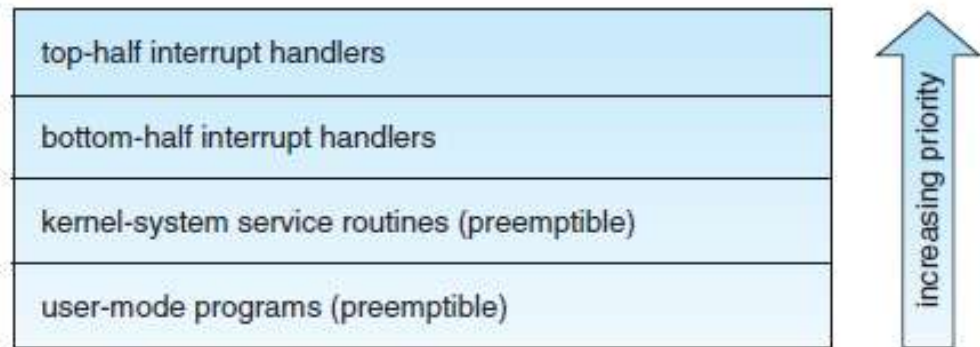 top-half interrupt handlers
bottom-half interrupt handlers
kernel-system service routines (preemptible)
user-mode programs (preemptible)
increasing priority